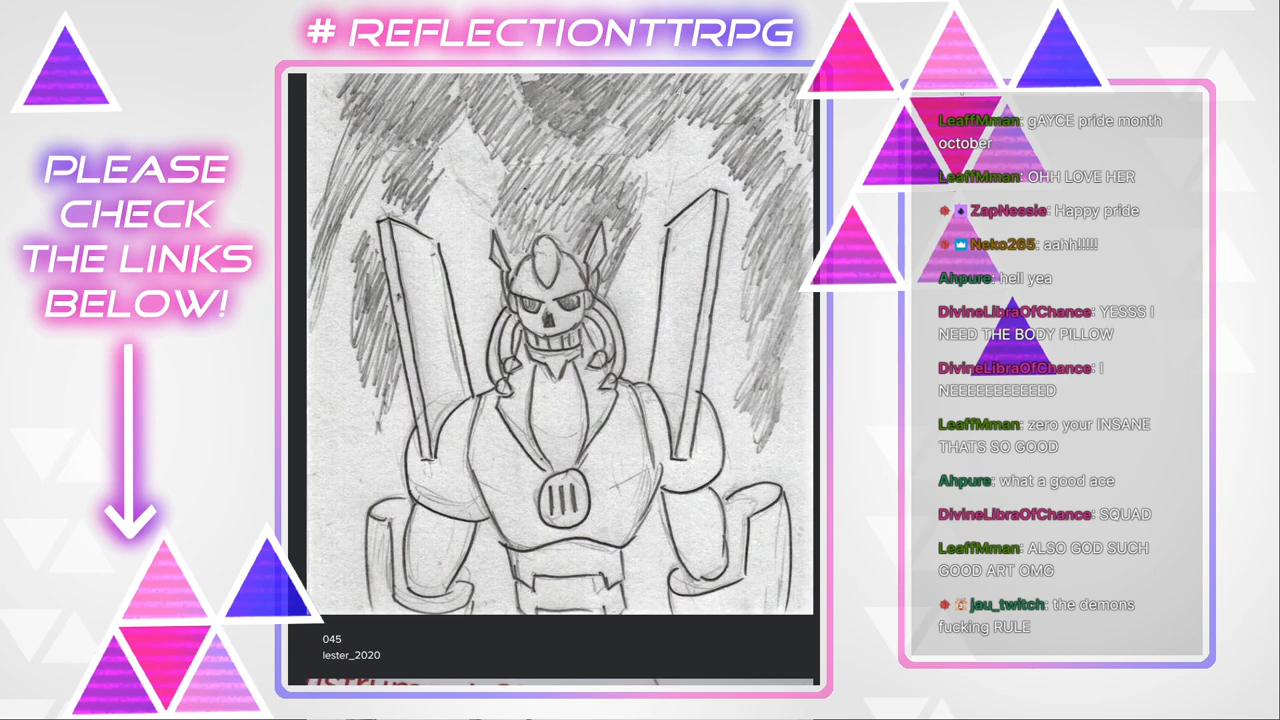 # REFLECTIONTTRPG
PLEASE
CHECK
THE LINKS
BELOW!
045
lester_2020
LeaffMman: gAYCE pride month
october
LeaffMman: OHH LOVE HER
ZapNessie: Happy pride
Neko265: aahh!!!!!
Ahpure: hell yea
DivineLibraOfChance: YESSS I
NEED THE BODY PILLOW
DivineLibraOfChance: I
NEEEEEEEEEEED
LeaffMman: zero your INSANE
THATS SO GOOD
Ahpure: what a good ace
DivineLibraOfChance: SQUAD
LeaffMman: ALSO GOD SUCH
GOOD ART OMG
jau_twitch: the demons
fucking RULE